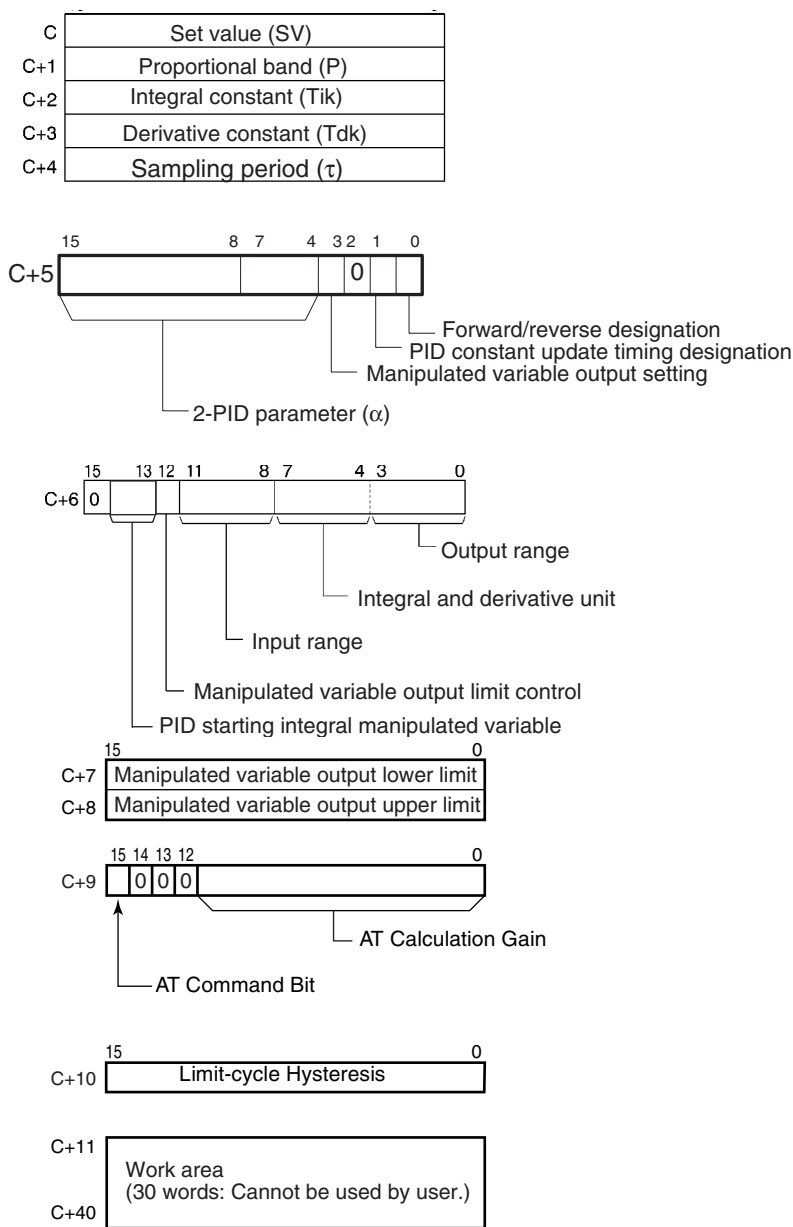 C Set value (SV)
C+1 Proportional band (P)
C+2 Integral constant (Tik)
C+3 Derivative constant (Tdk)
C+4 Sampling period (τ)
15 8 7 4 3 2 1 0
C+5 0
Forward/reverse designation
PID constant update timing designation
Manipulated variable output setting
2-PID parameter (α)
15 13 12 11 8 7 4 3 0
C+6 0
Output range
Integral and derivative unit
Input range
Manipulated variable output limit control
PID starting integral manipulated variable
15 0
C+7 Manipulated variable output lower limit
C+8 Manipulated variable output upper limit
15 14 13 12 0
C+9 0 0 0
AT Calculation Gain
AT Command Bit
15 0
C+10 Limit-cycle Hysteresis
C+11
Work area
(30 words: Cannot be used by user.)
C+40